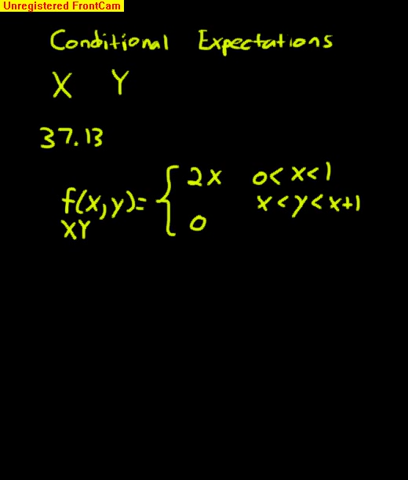 Unregistered FrontCam
Conditional Expectations
X Y
37.13
f(x,y)= { 2x 0<x<1
XY x<y<x+1
0